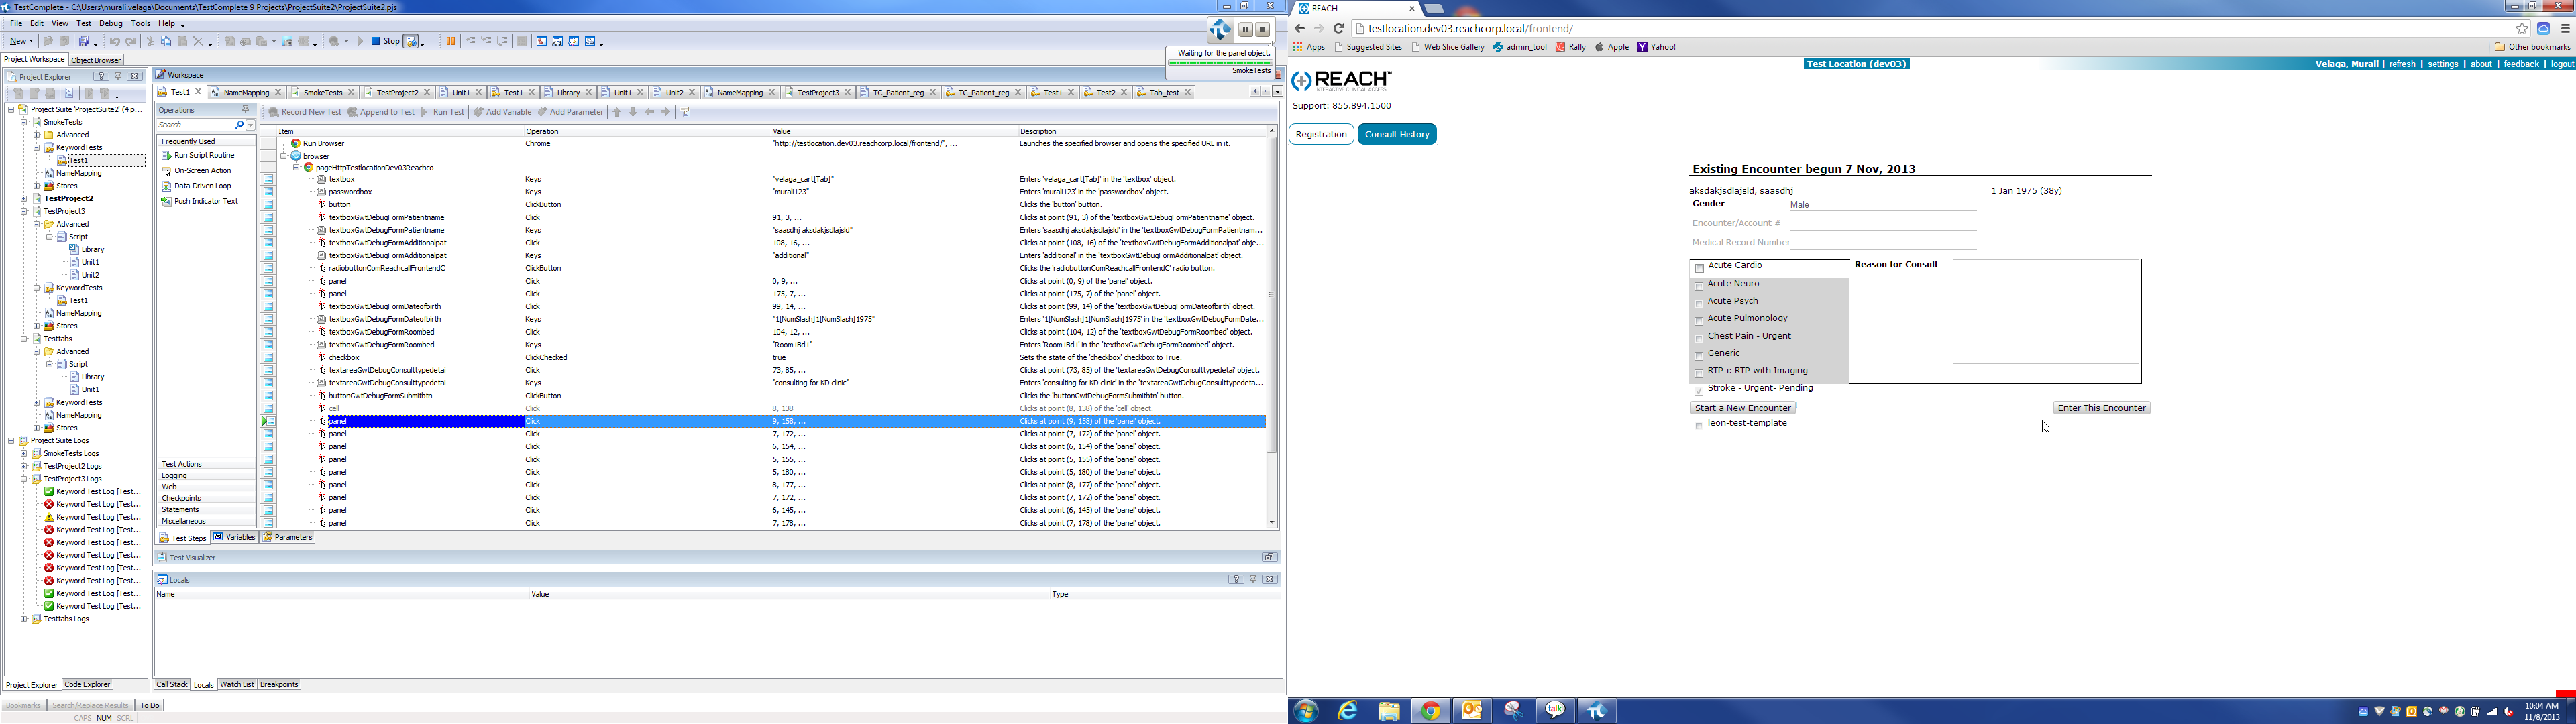 TestComplete - C:\Users\murali.velaga\Documents\TestComplete 9 Projects\ProjectSuite2\ProjectSuite2.pjs
File Edit View Test Debug Tools Help
New Stop
Waiting for the panel object.
SmokeTests
Project Workspace Object Browser
Project Explorer
Project Suite 'ProjectSuite2' (4 p...
SmokeTests
Advanced
KeywordTests
Test1
NameMapping
Stores
TestProject2
TestProject3
Advanced
Script
Library
Unit1
Unit2
KeywordTests
Test1
NameMapping
Stores
Testtabs
Advanced
Script
Library
Unit1
KeywordTests
NameMapping
Stores
Project Suite Logs
SmokeTests Logs
TestProject2 Logs
TestProject3 Logs
Keyword Test Log [Test...
Keyword Test Log [Test...
Keyword Test Log [Test...
Keyword Test Log [Test...
Keyword Test Log [Test...
Keyword Test Log [Test...
Keyword Test Log [Test...
Keyword Test Log [Test...
Keyword Test Log [Test...
Keyword Test Log [Test...
Testtabs Logs
Project Explorer Code Explorer
Workspace
Test1 NameMapping SmokeTests TestProject2 Unit1 Test1 Library Unit1 Unit2 NameMapping TestProject3 TC_Patient_reg TC_Patient_reg Test1 Test2 Tab_test
Operations
Search
Frequently Used
Run Script Routine
On-Screen Action
Data-Driven Loop
Push Indicator Text
Test Actions
Logging
Web
Checkpoints
Statements
Miscellaneous
Record New Test Append to Test Run Test Add Variable Add Parameter
Item Operation Value Description
Run Browser Chrome "http://testlocation.dev03.reachcorp.local/frontend/", ... Launches the specified browser and opens the specified URL in it.
browser
pageHttpTestlocationDev03Reachco
textbox Keys "velaga_cart[Tab]" Enters 'velaga_cart[Tab]' in the 'textbox' object.
passwordbox Keys "murali123" Enters 'murali123' in the 'passwordbox' object.
button ClickButton Clicks the 'button' button.
textboxGwtDebugFormPatientname Click 91, 3, ... Clicks at point (91, 3) of the 'textboxGwtDebugFormPatientname' object.
textboxGwtDebugFormPatientname Keys "saasdhj aksdakjsdlajsld" Enters 'saasdhj aksdakjsdlajsld' in the 'textboxGwtDebugFormPatientnam...
textboxGwtDebugFormAdditionalpat Click 108, 16, ... Clicks at point (108, 16) of the 'textboxGwtDebugFormAdditionalpat' obje...
textboxGwtDebugFormAdditionalpat Keys "additional" Enters 'additional' in the 'textboxGwtDebugFormAdditionalpat' object.
radiobuttonComReachcallFrontendC ClickButton Clicks the 'radiobuttonComReachcallFrontendC' radio button.
panel Click 0, 9, ... Clicks at point (0, 9) of the 'panel' object.
panel Click 175, 7, ... Clicks at point (175, 7) of the 'panel' object.
textboxGwtDebugFormDateofbirth Click 99, 14, ... Clicks at point (99, 14) of the 'textboxGwtDebugFormDateofbirth' object.
textboxGwtDebugFormDateofbirth Keys "1[NumSlash]1[NumSlash]1975" Enters '1[NumSlash]1[NumSlash]1975' in the 'textboxGwtDebugFormDate...
textboxGwtDebugFormRoombed Click 104, 12, ... Clicks at point (104, 12) of the 'textboxGwtDebugFormRoombed' object.
textboxGwtDebugFormRoombed Keys "Room1Bd1" Enters 'Room1Bd1' in the 'textboxGwtDebugFormRoombed' object.
checkbox ClickChecked true Sets the state of the 'checkbox' checkbox to True.
textareaGwtDebugConsulttypedetai Click 73, 85, ... Clicks at point (73, 85) of the 'textareaGwtDebugConsulttypedetai' object.
textareaGwtDebugConsulttypedetai Keys "consulting for KD clinic" Enters 'consulting for KD clinic' in the 'textareaGwtDebugConsulttypedeta...
buttonGwtDebugFormSubmitbtn ClickButton Clicks the 'buttonGwtDebugFormSubmitbtn' button.
cell Click 8, 138 Clicks at point (8, 138) of the 'cell' object.
panel Click 9, 158, ... Clicks at point (9, 158) of the 'panel' object.
panel Click 7, 172, ... Clicks at point (7, 172) of the 'panel' object.
panel Click 6, 154, ... Clicks at point (6, 154) of the 'panel' object.
panel Click 5, 155, ... Clicks at point (5, 155) of the 'panel' object.
panel Click 5, 180, ... Clicks at point (5, 180) of the 'panel' object.
panel Click 8, 177, ... Clicks at point (8, 177) of the 'panel' object.
panel Click 7, 172, ... Clicks at point (7, 172) of the 'panel' object.
panel Click 6, 145, ... Clicks at point (6, 145) of the 'panel' object.
panel Click 7, 178, ... Clicks at point (7, 178) of the 'panel' object.
Test Steps Variables Parameters
Test Visualizer
Locals
Name Value Type
Call Stack Locals Watch List Breakpoints
Bookmarks Search/Replace Results To Do
CAPS NUM SCRL
REACH
testlocation.dev03.reachcorp.local/frontend/
Apps Suggested Sites Web Slice Gallery admin_tool Rally Apple Yahoo! Other bookmarks
Test Location (dev03)
Velaga, Murali | refresh | settings | about | feedback | logout
REACH™
INTERACTIVE CLINICAL ACCESS
Support: 855.894.1500
Registration Consult History
Existing Encounter begun 7 Nov, 2013
aksdakjsdlajsld, saasdhj 1 Jan 1975 (38y)
Gender Male
Encounter/Account #
Medical Record Number
Acute Cardio Reason for Consult
Acute Neuro
Acute Psych
Acute Pulmonology
Chest Pain - Urgent
Generic
RTP-i: RTP with Imaging
Stroke - Urgent- Pending
Start a New Encounter Enter This Encounter
leon-test-template
talk
10:04 AM
11/8/2013